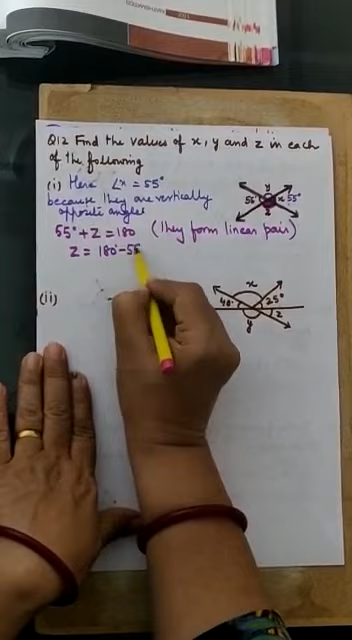 MATHEMATICS
Q12 Find the values of x, y and z in each
of the following
(i) Here ∠x = 55°
because they are vertically
opposite angles
55° + z = 180 (They form linear pair)
z = 180° - 55
y
55° x 55°
z
(ii)
x
40° 25°
y z